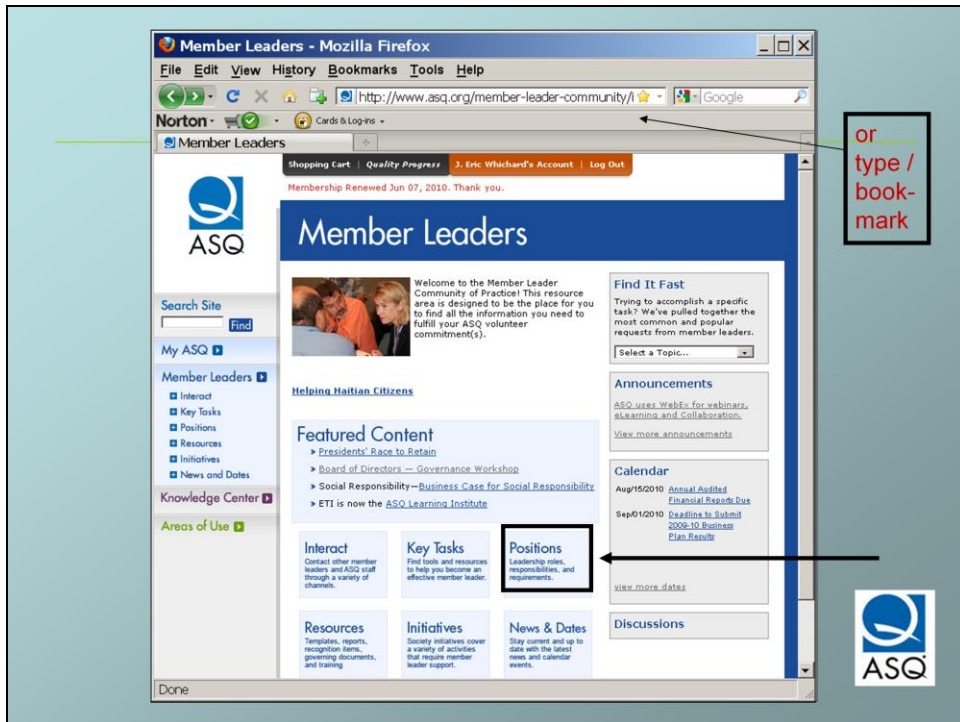 Member Leaders - Mozilla Firefox
File Edit View History Bookmarks Tools Help
http://www.asq.org/member-leader-community/i
Google
Norton
Cards & Log-ins
Member Leaders
or
type /
book-
mark
Shopping Cart | Quality Progress | J. Eric Whichard's Account | Log Out
Membership Renewed Jun 07, 2010. Thank you.
ASQ
Member Leaders
Search Site
Find
My ASQ
Member Leaders
Interact
Key Tasks
Positions
Resources
Initiatives
News and Dates
Knowledge Center
Areas of Use
Welcome to the Member Leader
Community of Practice! This resource
area is designed to be the place for you
to find all the information you need to
fulfill your ASQ volunteer
commitment(s).
Helping Haitian Citizens
Featured Content
> Presidents' Race to Retain
> Board of Directors — Governance Workshop
> Social Responsibility—Business Case for Social Responsibility
> ETI is now the ASQ Learning Institute
Interact
Contact other member
leaders and ASQ staff
through a variety of
channels.
Key Tasks
Find tools and resources
to help you become an
effective member leader.
Positions
Leadership roles,
responsibilities, and
requirements.
Resources
Templates, reports,
recognition items,
governing documents,
and training
Initiatives
Society initiatives cover
a variety of activities
that require member
leader support.
News & Dates
Stay current and up to
date with the latest
news and calendar
events.
Find It Fast
Trying to accomplish a specific
task? We've pulled together the
most common and popular
requests from member leaders.
Select a Topic...
Announcements
ASQ uses WebEx for webinars,
eLearning and Collaboration.
View more announcements
Calendar
Aug/15/2010 Annual Audited
Financial Reports Due
Sep/01/2010 Deadline to Submit
2009-10 Business
Plan Results
view more dates
Discussions
Done
ASQ